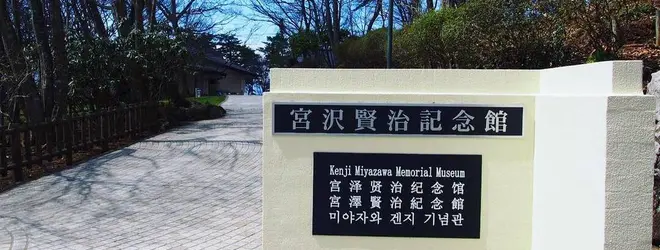 宮沢賢治記念館
Kenji Miyazawa Memorial Museum
宫泽贤治纪念馆
宮澤賢治紀念館
미야자와 겐지 기념관